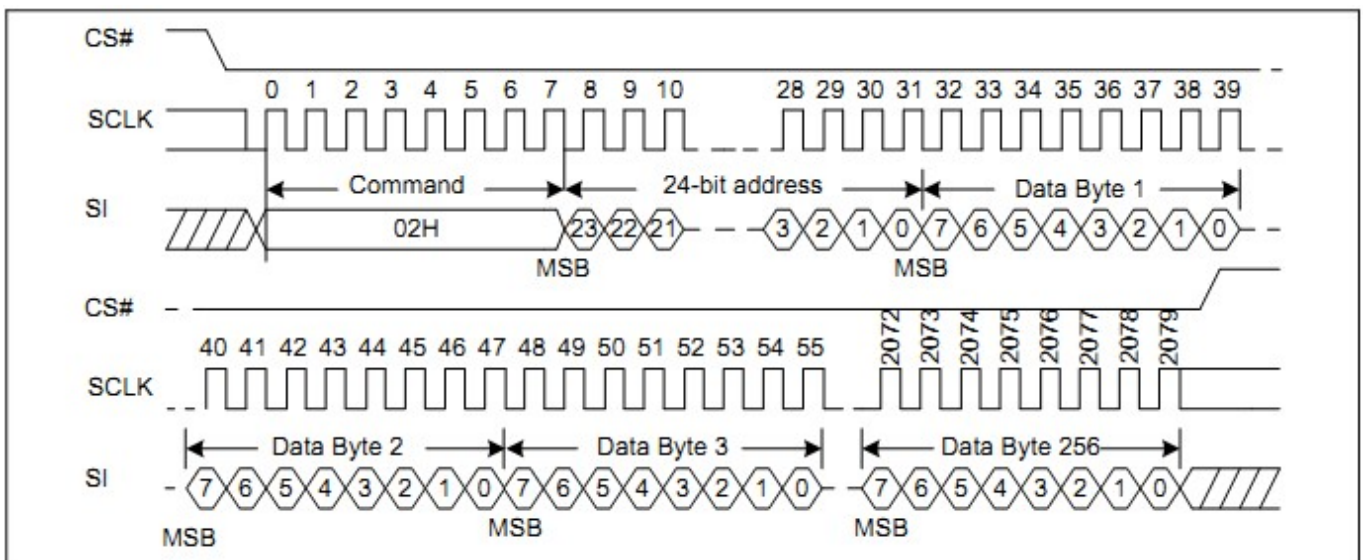 CS#
0 1 2 3 4 5 6 7 8 9 10 28 29 30 31 32 33 34 35 36 37 38 39
SCLK
Command 24-bit address Data Byte 1
SI 02H 23 22 21 3 2 1 0 7 6 5 4 3 2 1 0
MSB MSB
CS#
40 41 42 43 44 45 46 47 48 49 50 51 52 53 54 55 2072 2073 2074 2075 2076 2077 2078 2079
SCLK
Data Byte 2 Data Byte 3 Data Byte 256
SI 7 6 5 4 3 2 1 0 7 6 5 4 3 2 1 0 7 6 5 4 3 2 1 0
MSB MSB MSB